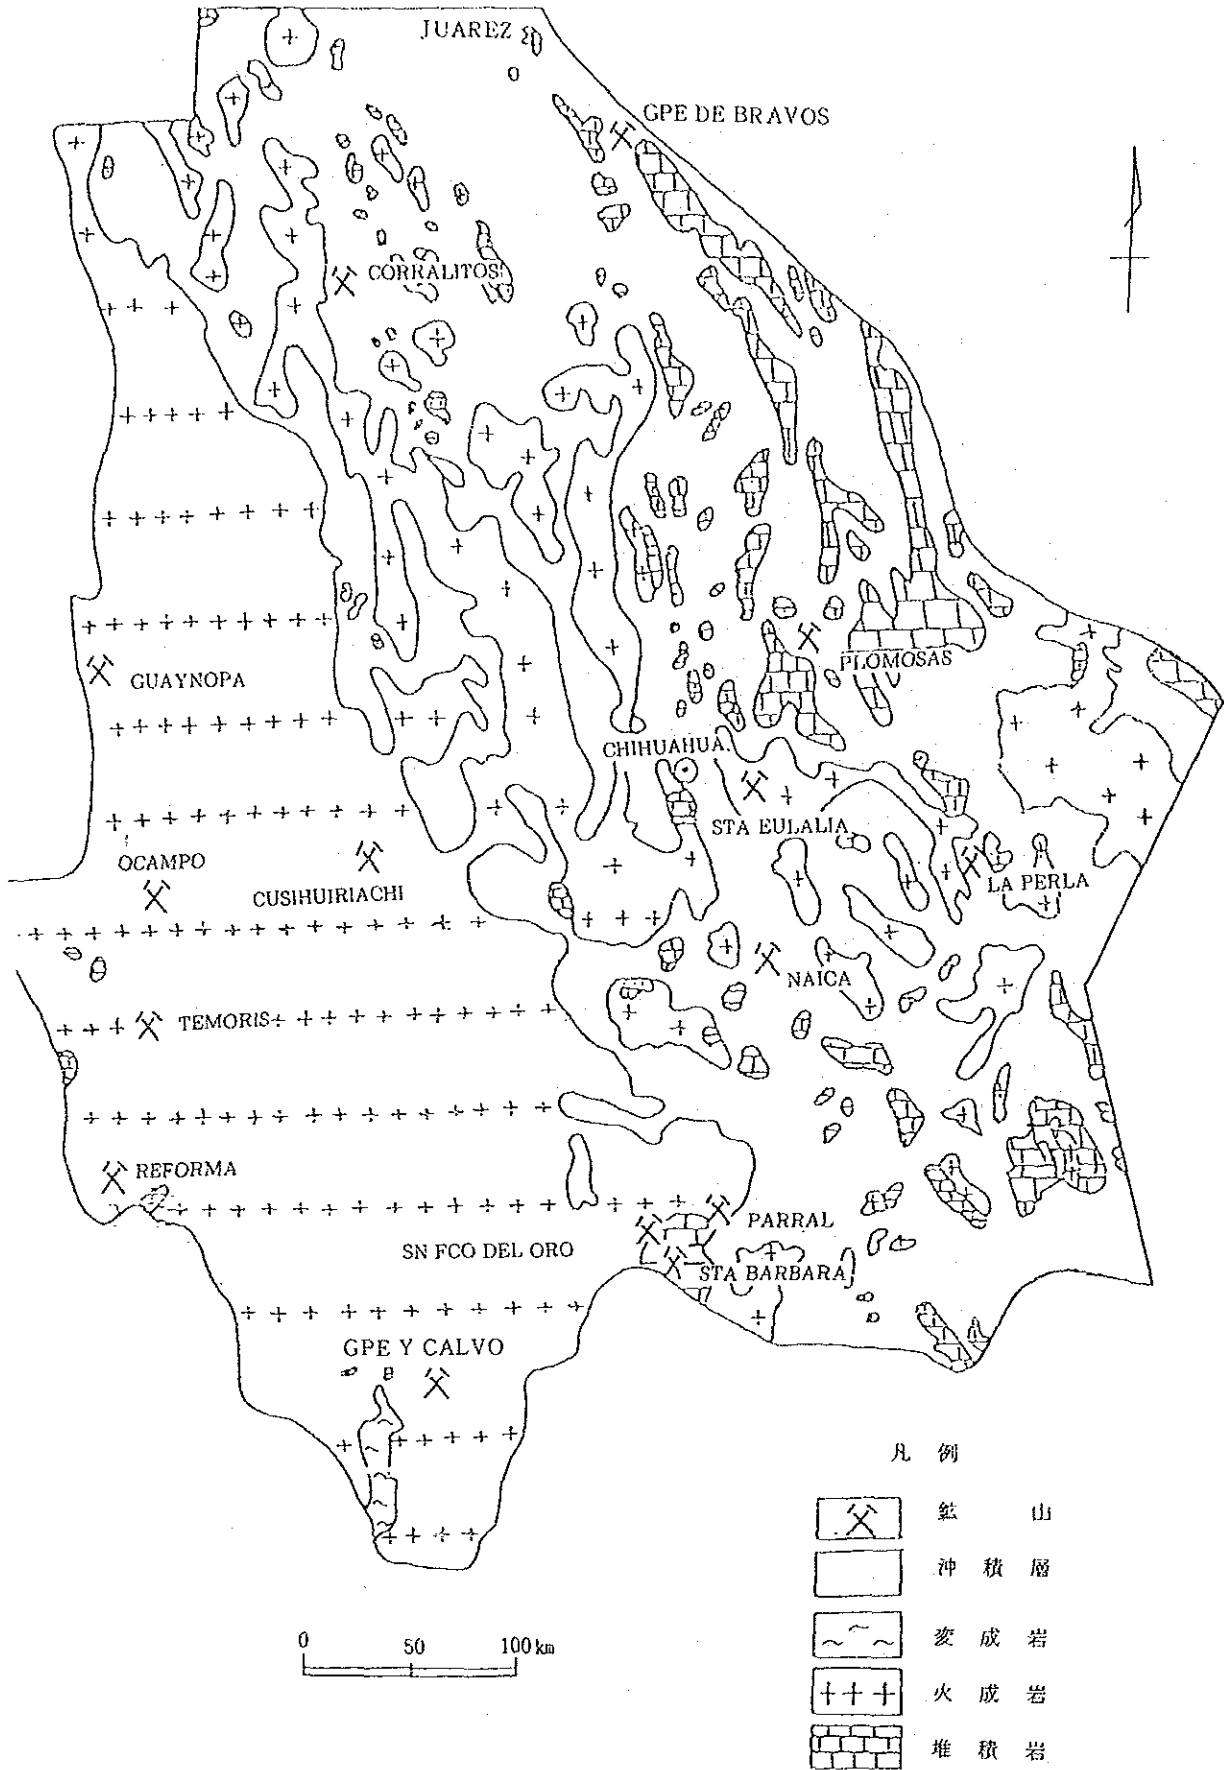 JUAREZ
GPE DE BRAVOS
CORRALITOS
GUAYNOPA
PLOMOSAS
CHIHUAHUA
STA EULALIA
OCAMPO
CUSIHUIRIACHI
LA PERLA
NAICA
TEMORIS
REFORMA
PARRAL
SN FCO DEL ORO
STA BARBARA
GPE Y CALVO
凡 例
鉱 山
沖 積 層
変 成 岩
火 成 岩
堆 積 岩
0 50 100 km